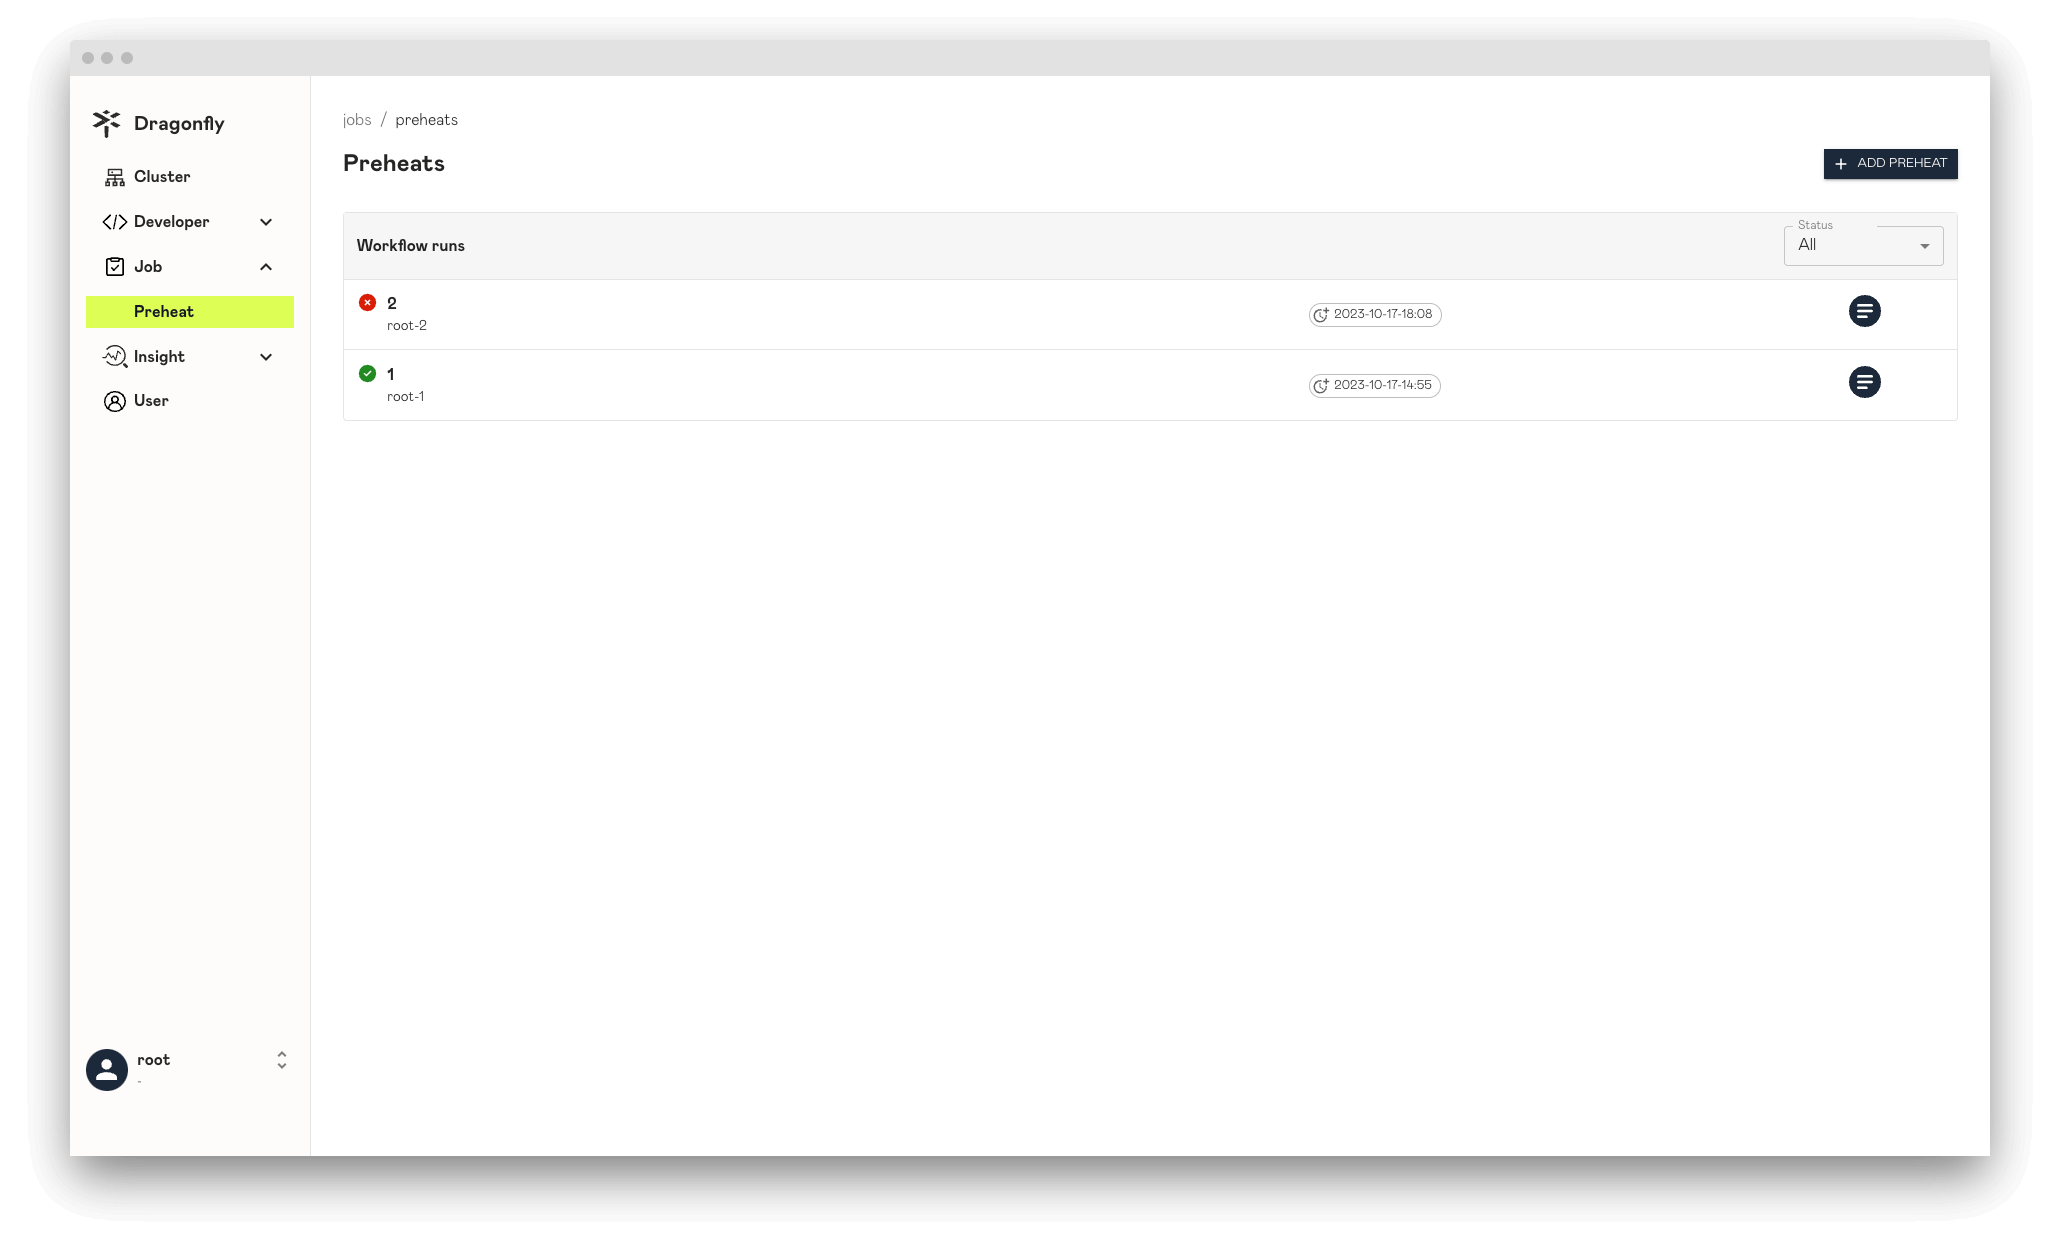 Dragonfly
Cluster
Developer
Job
Preheat
Insight
User
root
-
jobs / preheats
Preheats
ADD PREHEAT
Workflow runs
Status
All
2
root-2
2023-10-17-18:08
1
root-1
2023-10-17-14:55